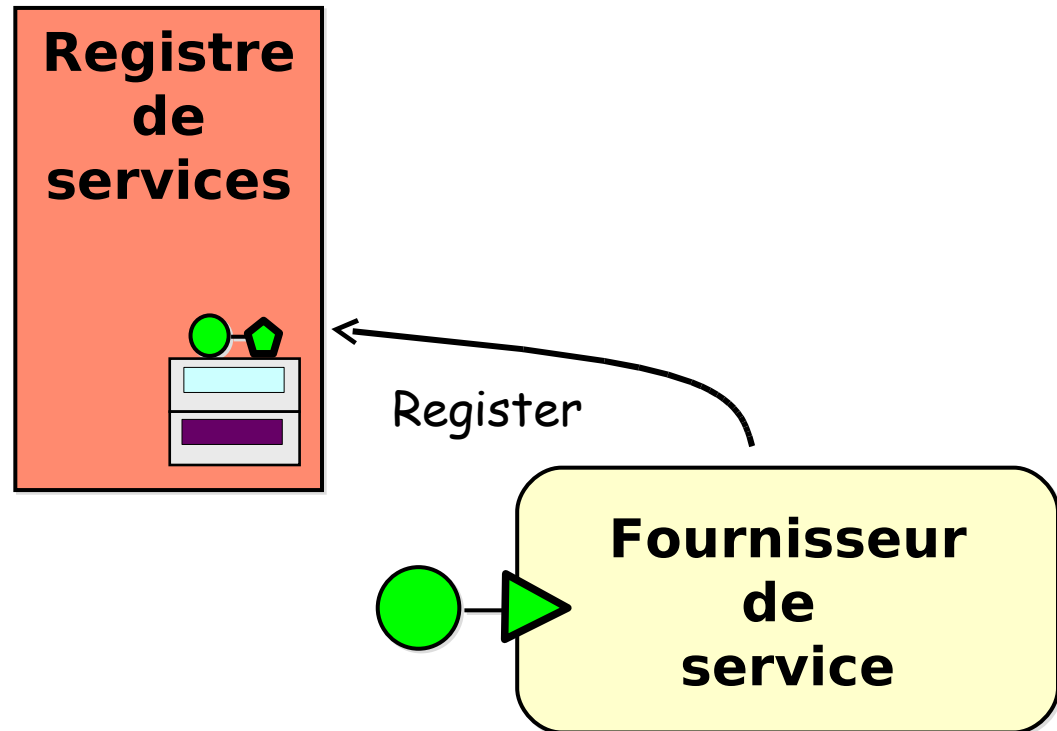 Registre
de
services
Register
Fournisseur
de
service